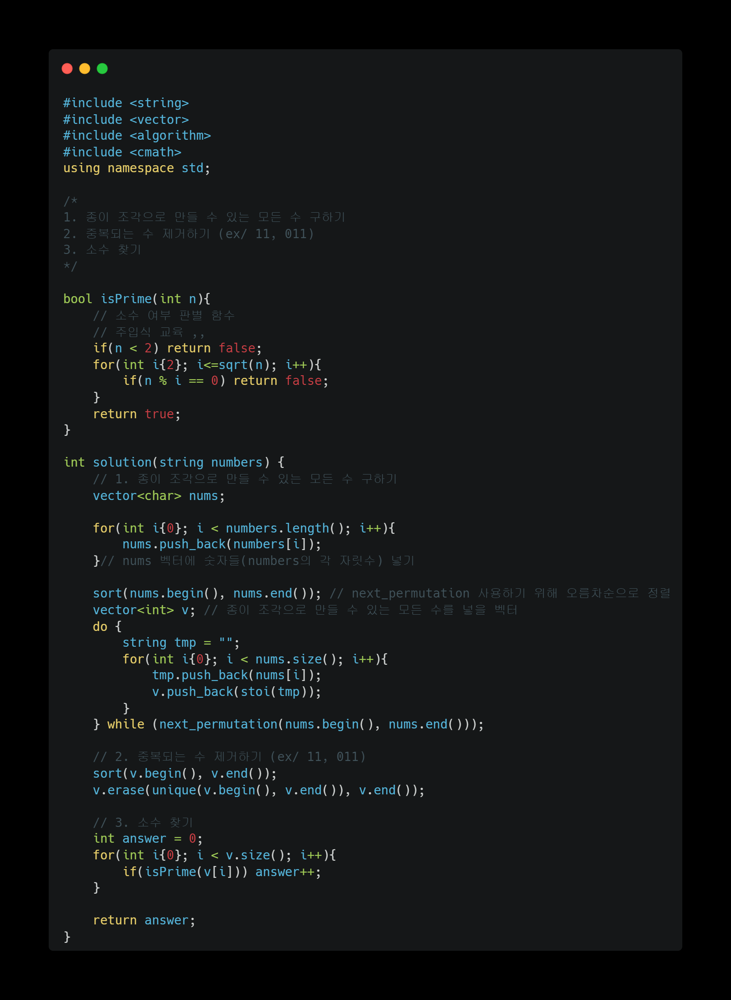 #include <string>
#include <vector>
#include <algorithm>
#include <cmath>
using namespace std;

/*
1. 종이 조각으로 만들 수 있는 모든 수 구하기
2. 중복되는 수 제거하기 (ex/ 11, 011)
3. 소수 찾기
*/

bool isPrime(int n){
    // 소수 여부 판별 함수
    // 주입식 교육 ,,
    if(n < 2) return false;
    for(int i{2}; i<=sqrt(n); i++){
        if(n % i == 0) return false;
    }
    return true;
}

int solution(string numbers) {
    // 1. 종이 조각으로 만들 수 있는 모든 수 구하기
    vector<char> nums;

    for(int i{0}; i < numbers.length(); i++){
        nums.push_back(numbers[i]);
    }// nums 벡터에 숫자들(numbers의 각 자릿수) 넣기

    sort(nums.begin(), nums.end()); // next_permutation 사용하기 위해 오름차순으로 정렬
    vector<int> v; // 종이 조각으로 만들 수 있는 모든 수를 넣을 벡터
    do {
        string tmp = "";
        for(int i{0}; i < nums.size(); i++){
            tmp.push_back(nums[i]);
            v.push_back(stoi(tmp));
        }
    } while (next_permutation(nums.begin(), nums.end()));

    // 2. 중복되는 수 제거하기 (ex/ 11, 011)
    sort(v.begin(), v.end());
    v.erase(unique(v.begin(), v.end()), v.end());

    // 3. 소수 찾기
    int answer = 0;
    for(int i{0}; i < v.size(); i++){
        if(isPrime(v[i])) answer++;
    }

    return answer;
}